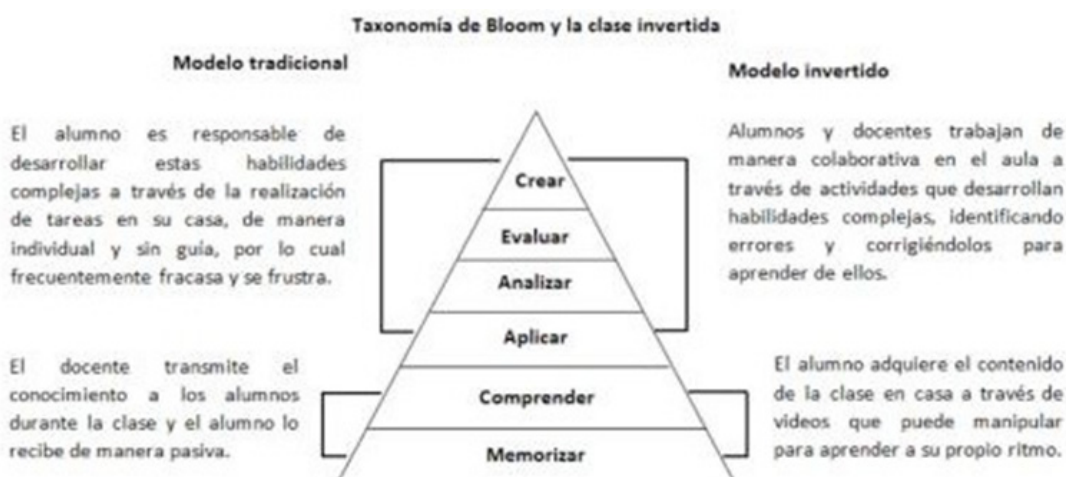 Taxonomía de Bloom y la clase invertida
Modelo tradicional
Modelo invertido
El alumno es responsable de
desarrollar estas habilidades
complejas a través de la realización
de tareas en su casa, de manera
individual y sin guía, por lo cual
frecuentemente fracasa y se frustra.
Alumnos y docentes trabajan de
manera colaborativa en el aula a
través de actividades que desarrollan
habilidades complejas, identificando
errores y corrigiéndolos para
aprender de ellos.
Crear
Evaluar
Analizar
Aplicar
Comprender
Memorizar
El docente transmite el
conocimiento a los alumnos
durante la clase y el alumno lo
recibe de manera pasiva.
El alumno adquiere el contenido
de la clase en casa a través de
videos que puede manipular
para aprender a su propio ritmo.